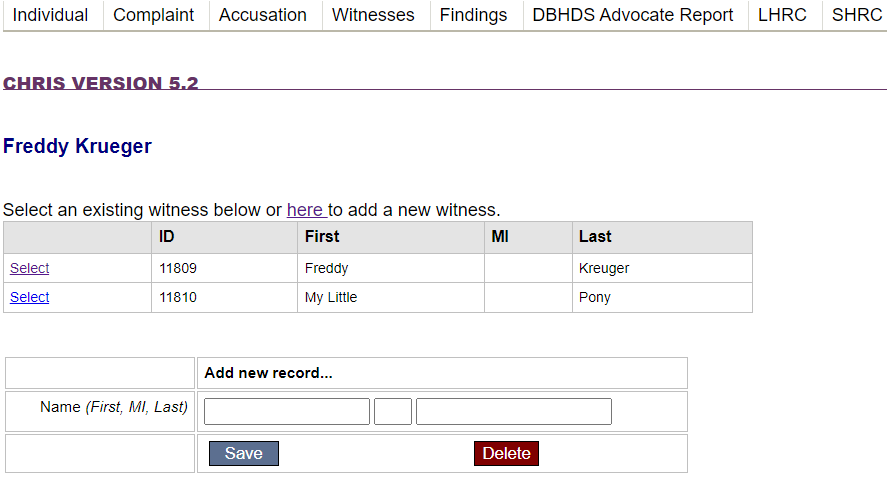 Individual Complaint Accusation Witnesses Findings DBHDS Advocate Report LHRC SHRC
CHRIS VERSION 5.2
Freddy Krueger
Select an existing witness below or here to add a new witness.
ID First MI Last
Select 11809 Freddy Kreuger
Select 11810 My Little Pony
Add new record...
Name (First, MI, Last)
Save Delete